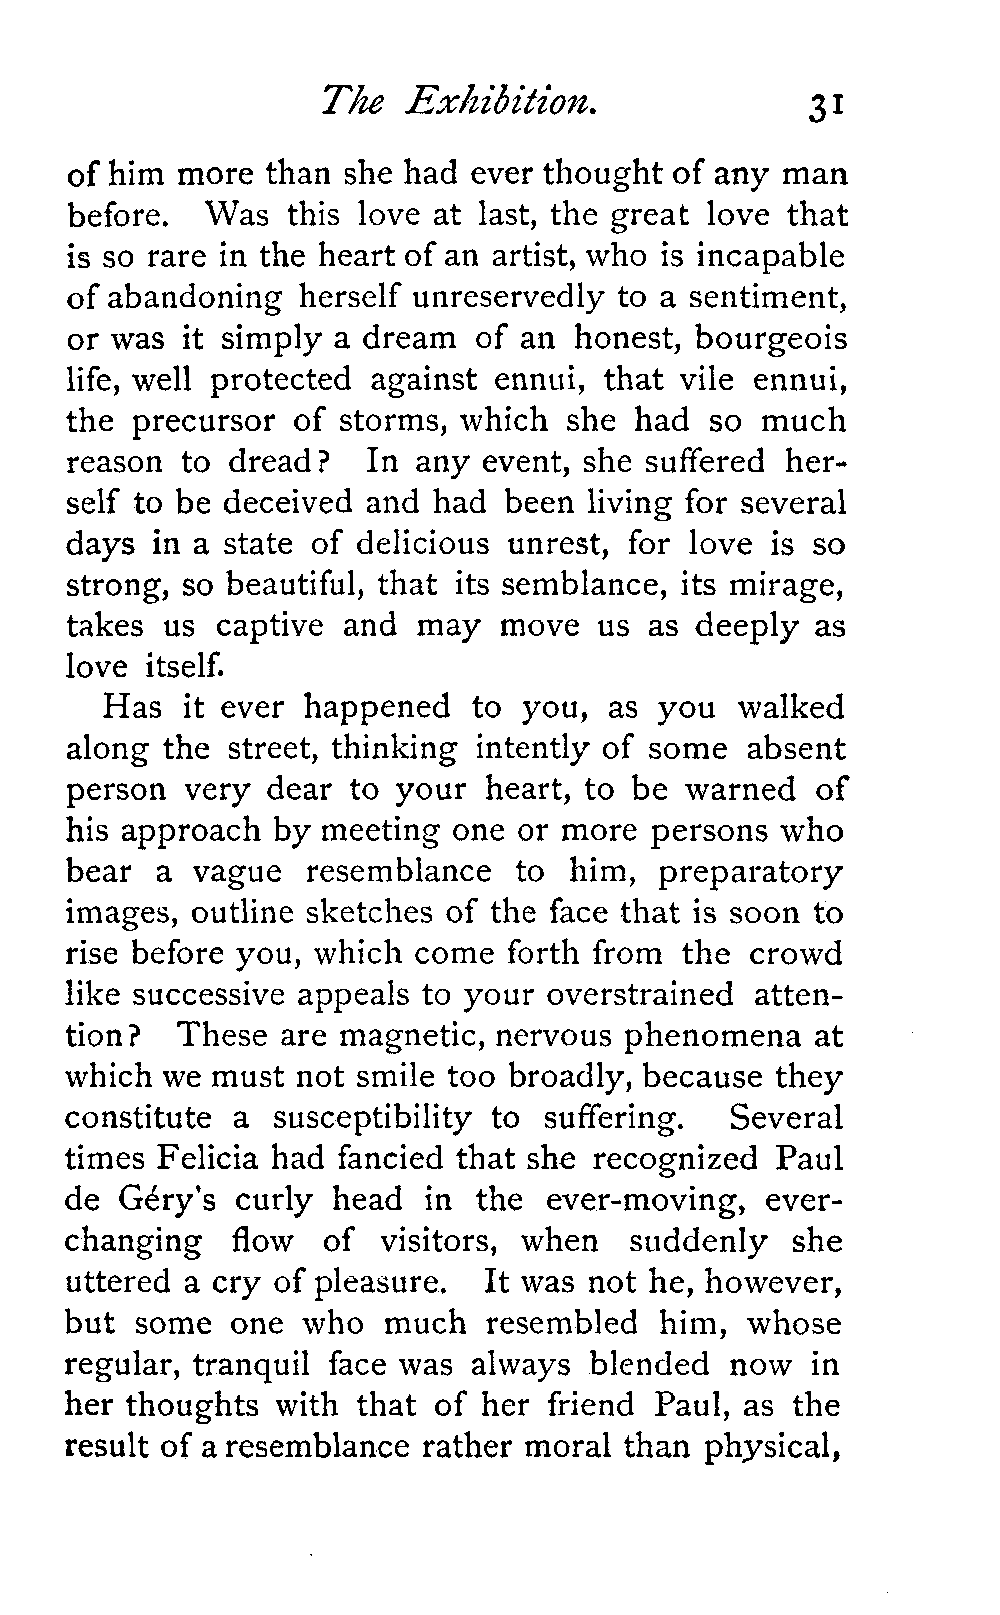 The Exhibition. 31
of him more than she had ever thought of any man
before. Was this love at last, the great love that
is so rare in the heart of an artist, who is incapable
of abandoning herself unreservedly to a sentiment,
or was it simply a dream of an honest, bourgeois
life, well protected against ennui, that vile ennui,
the precursor of storms, which she had so much
reason to dread? In any event, she suffered her-
self to be deceived and had been living for several
days in a state of delicious unrest, for love is so
strong, so beautiful, that its semblance, its mirage,
takes us captive and may move us as deeply as
love itself.
Has it ever happened to you, as you walked
along the street, thinking intently of some absent
person very dear to your heart, to be warned of
his approach by meeting one or more persons who
bear a vague resemblance to him, preparatory
images, outline sketches of the face that is soon to
rise before you, which come forth from the crowd
like successive appeals to your overstrained atten-
tion? These are magnetic, nervous phenomena at
which we must not smile too broadly, because they
constitute a susceptibility to suffering. Several
times Felicia had fancied that she recognized Paul
de Géry's curly head in the ever-moving, ever-
changing flow of visitors, when suddenly she
uttered a cry of pleasure. It was not he, however,
but some one who much resembled him, whose
regular, tranquil face was always blended now in
her thoughts with that of her friend Paul, as the
result of a resemblance rather moral than physical,